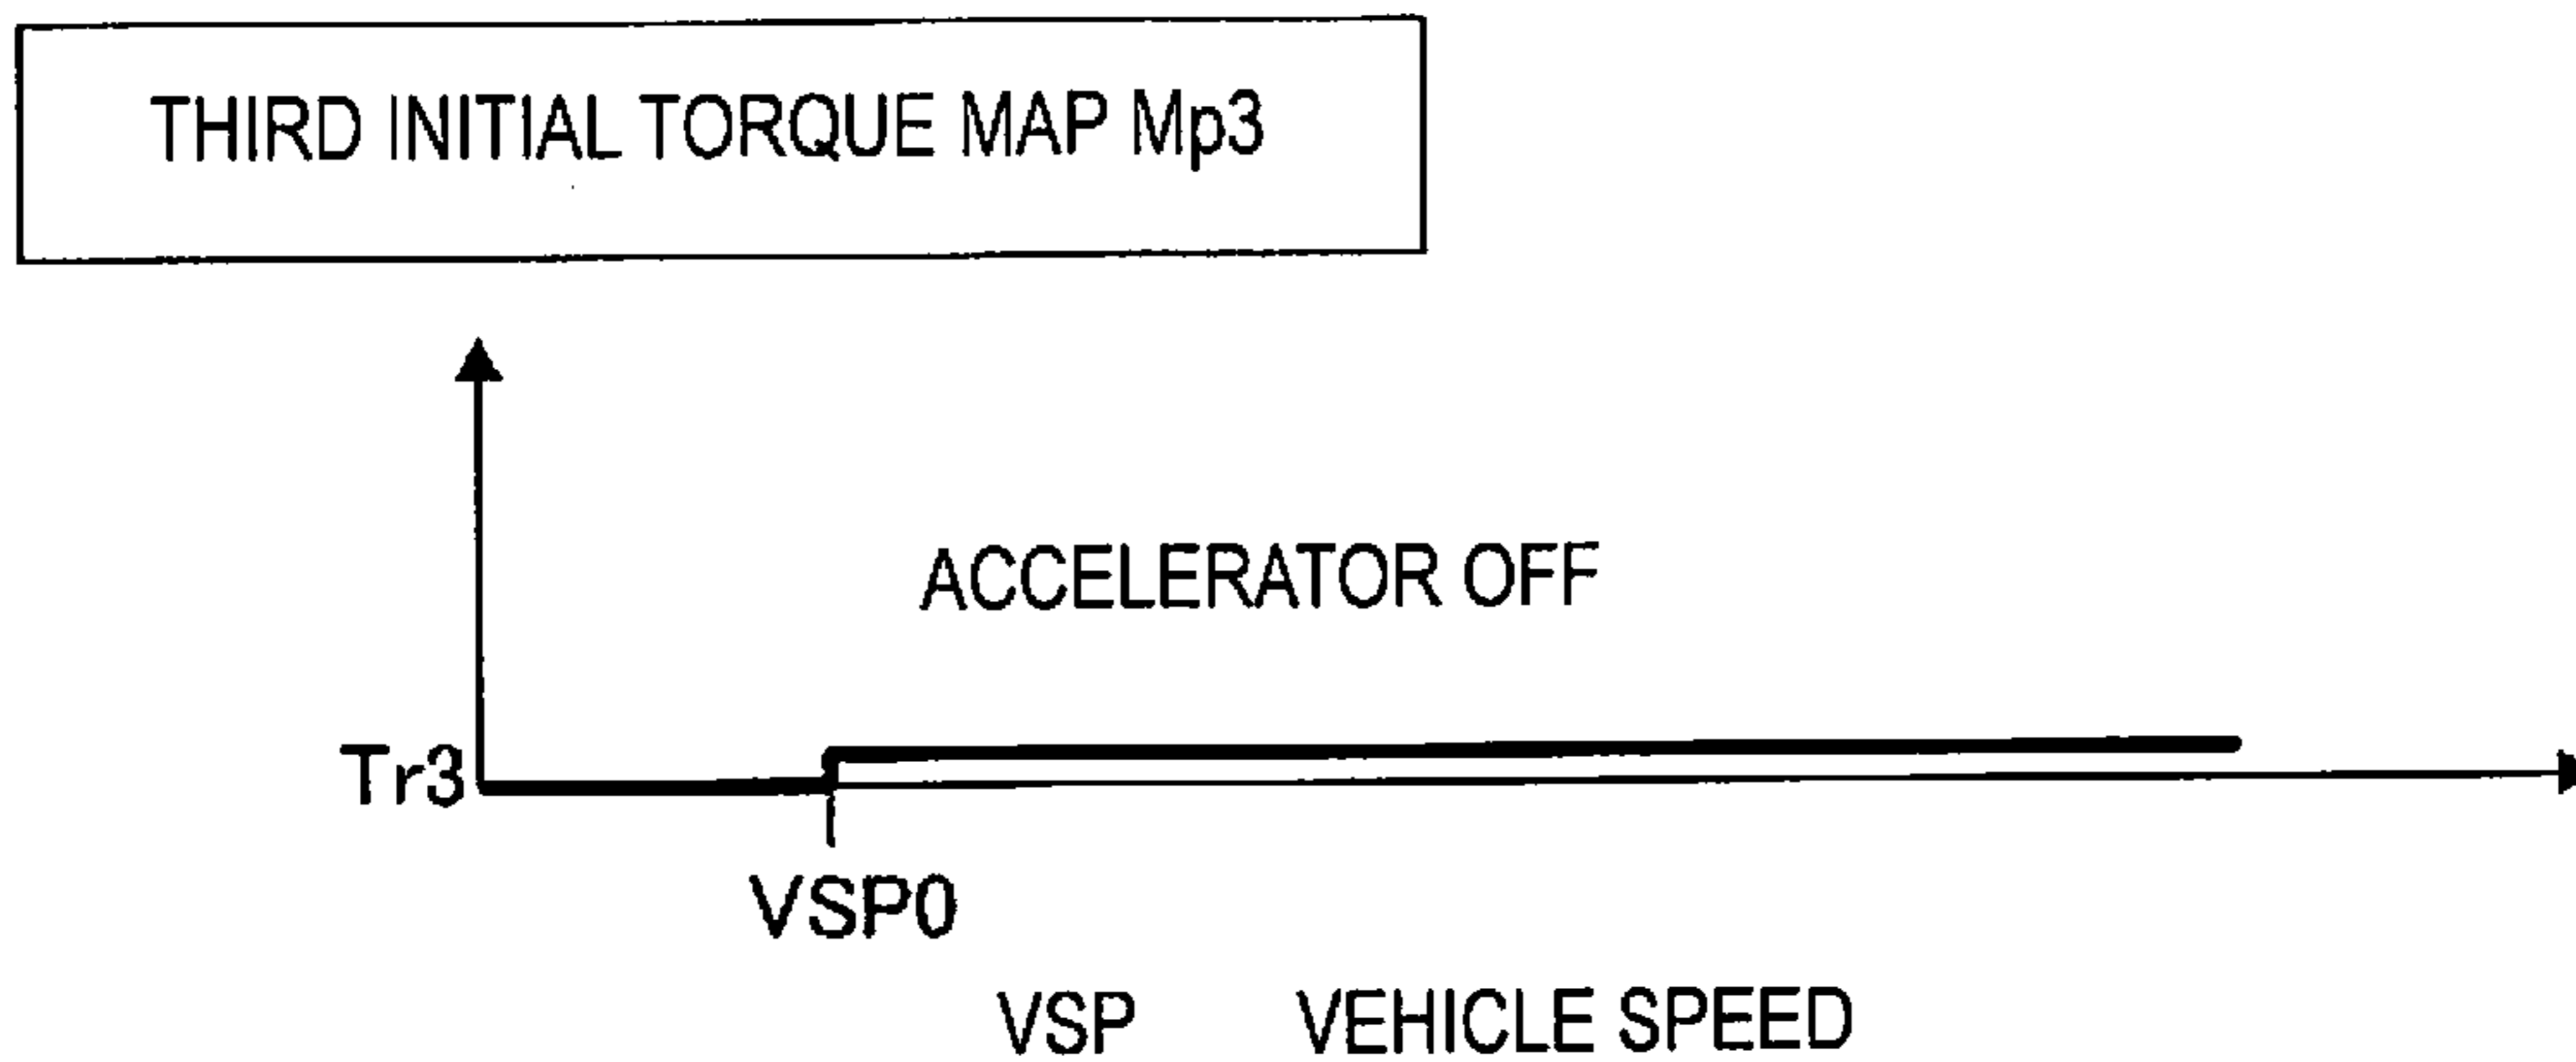 THIRD INITIAL TORQUE MAP Mp3
ACCELERATOR OFF
Tr3
VSP0
VSP VEHICLE SPEED